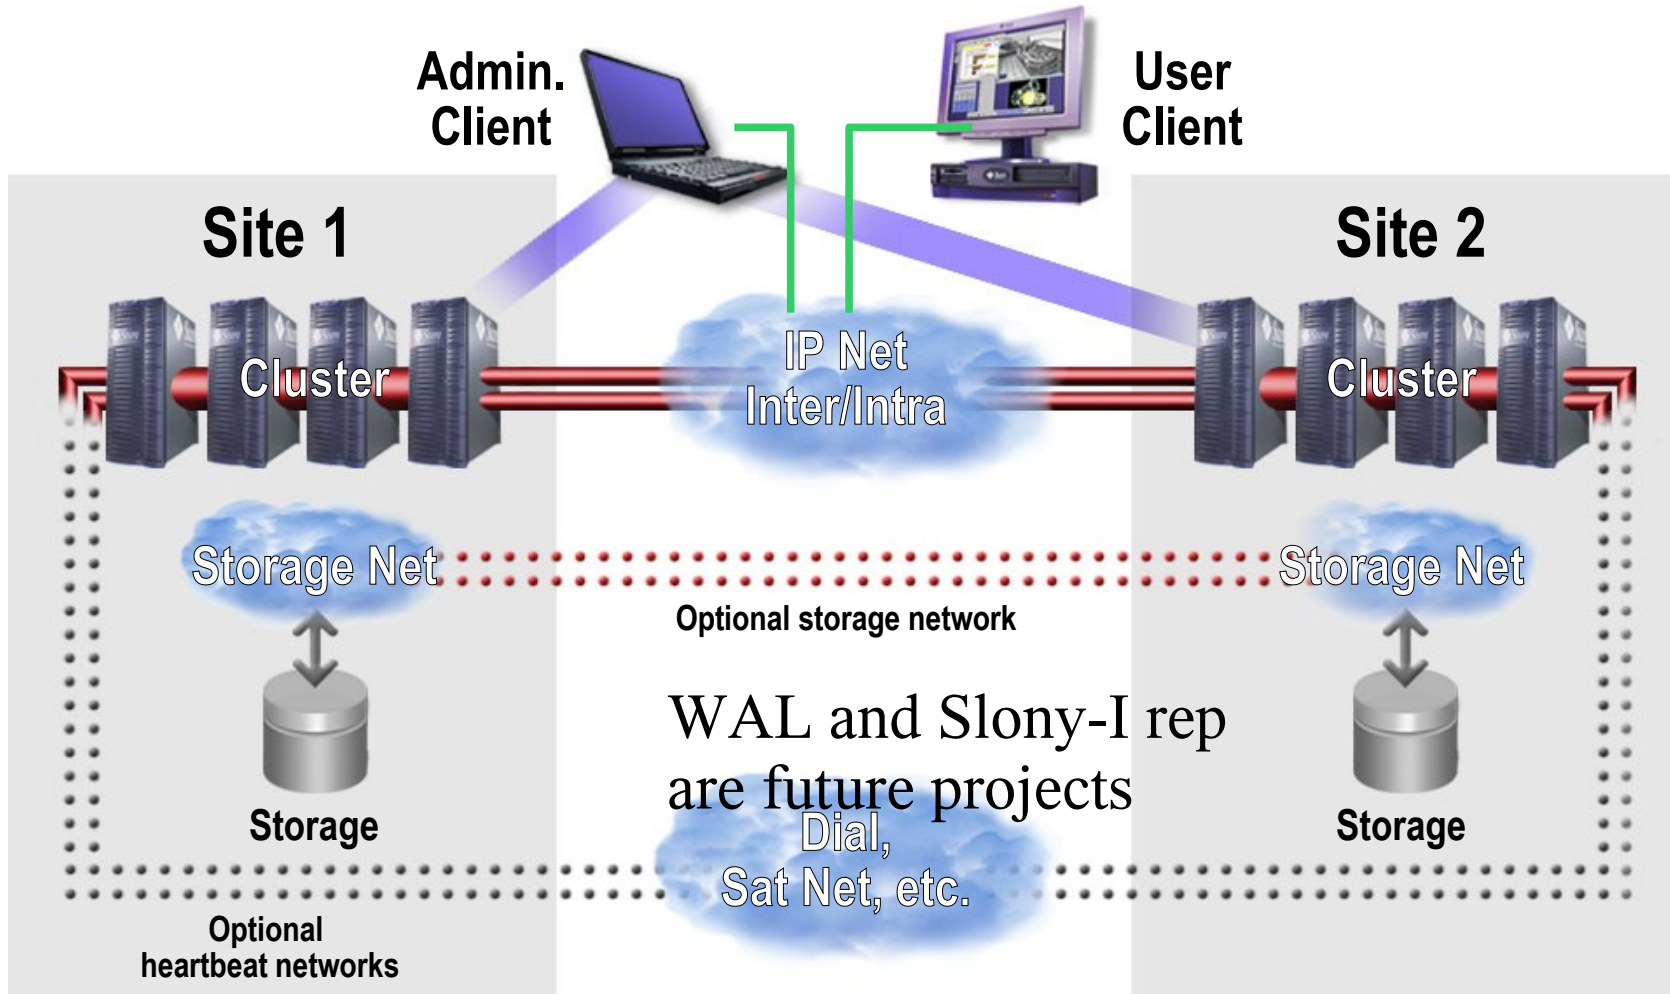 Admin.
Client
User
Client
Site 1
Site 2
Cluster
IP Net
Inter/Intra
Cluster
Storage Net
Storage Net
Optional storage network
WAL and Slony-I rep
are future projects
Storage
Storage
Dial,
Sat Net, etc.
Optional
heartbeat networks